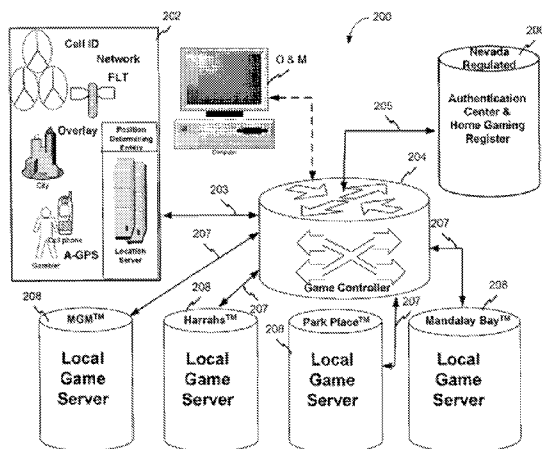 202
200
206
Cell ID
Network
FLT
O & M
Nevada
Regulated
Authentication
Center &
Home Gaming
Register
205
Overlay
Position
Determining
Entity
City
Computer
204
203
207
Cell phone
A-GPS
Gambler
Location
Server
Game Controller
207
208
207
207
208
208
208
MGM™
Harrahs™
Park Place™
Mandalay Bay™
Local
Game
Server
Local
Game
Server
Local
Game
Server
Local
Game
Server